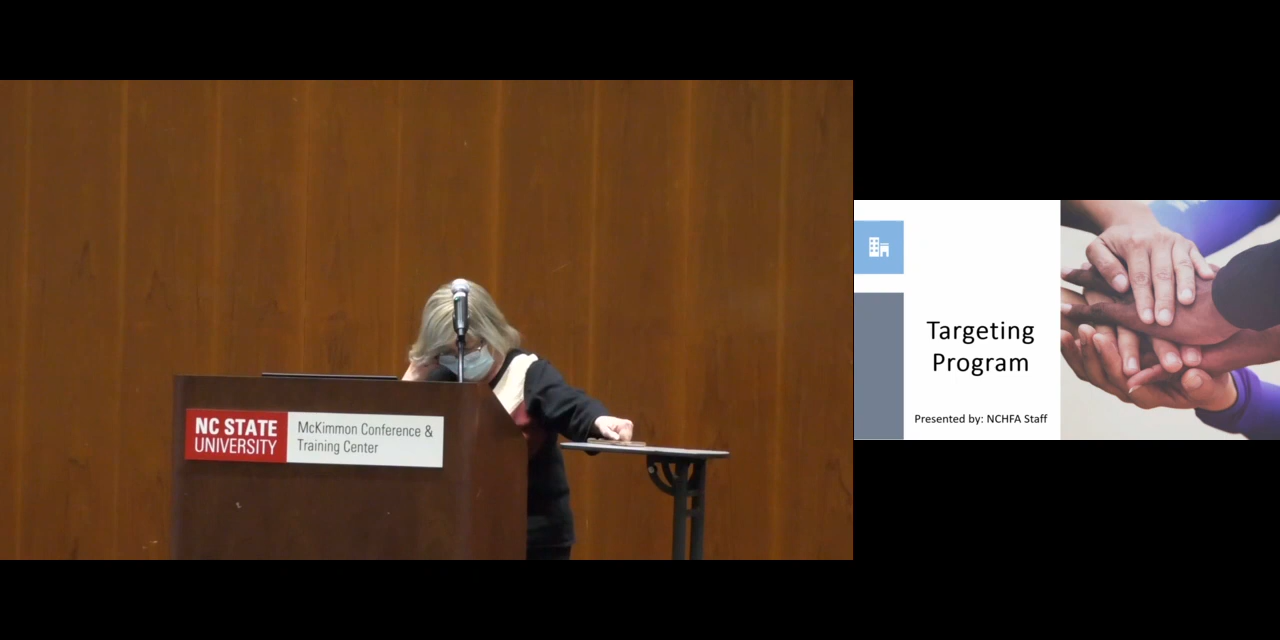 NC STATE
UNIVERSITY
McKimmon Conference &
Training Center
Targeting
Program
Presented by: NCHFA Staff